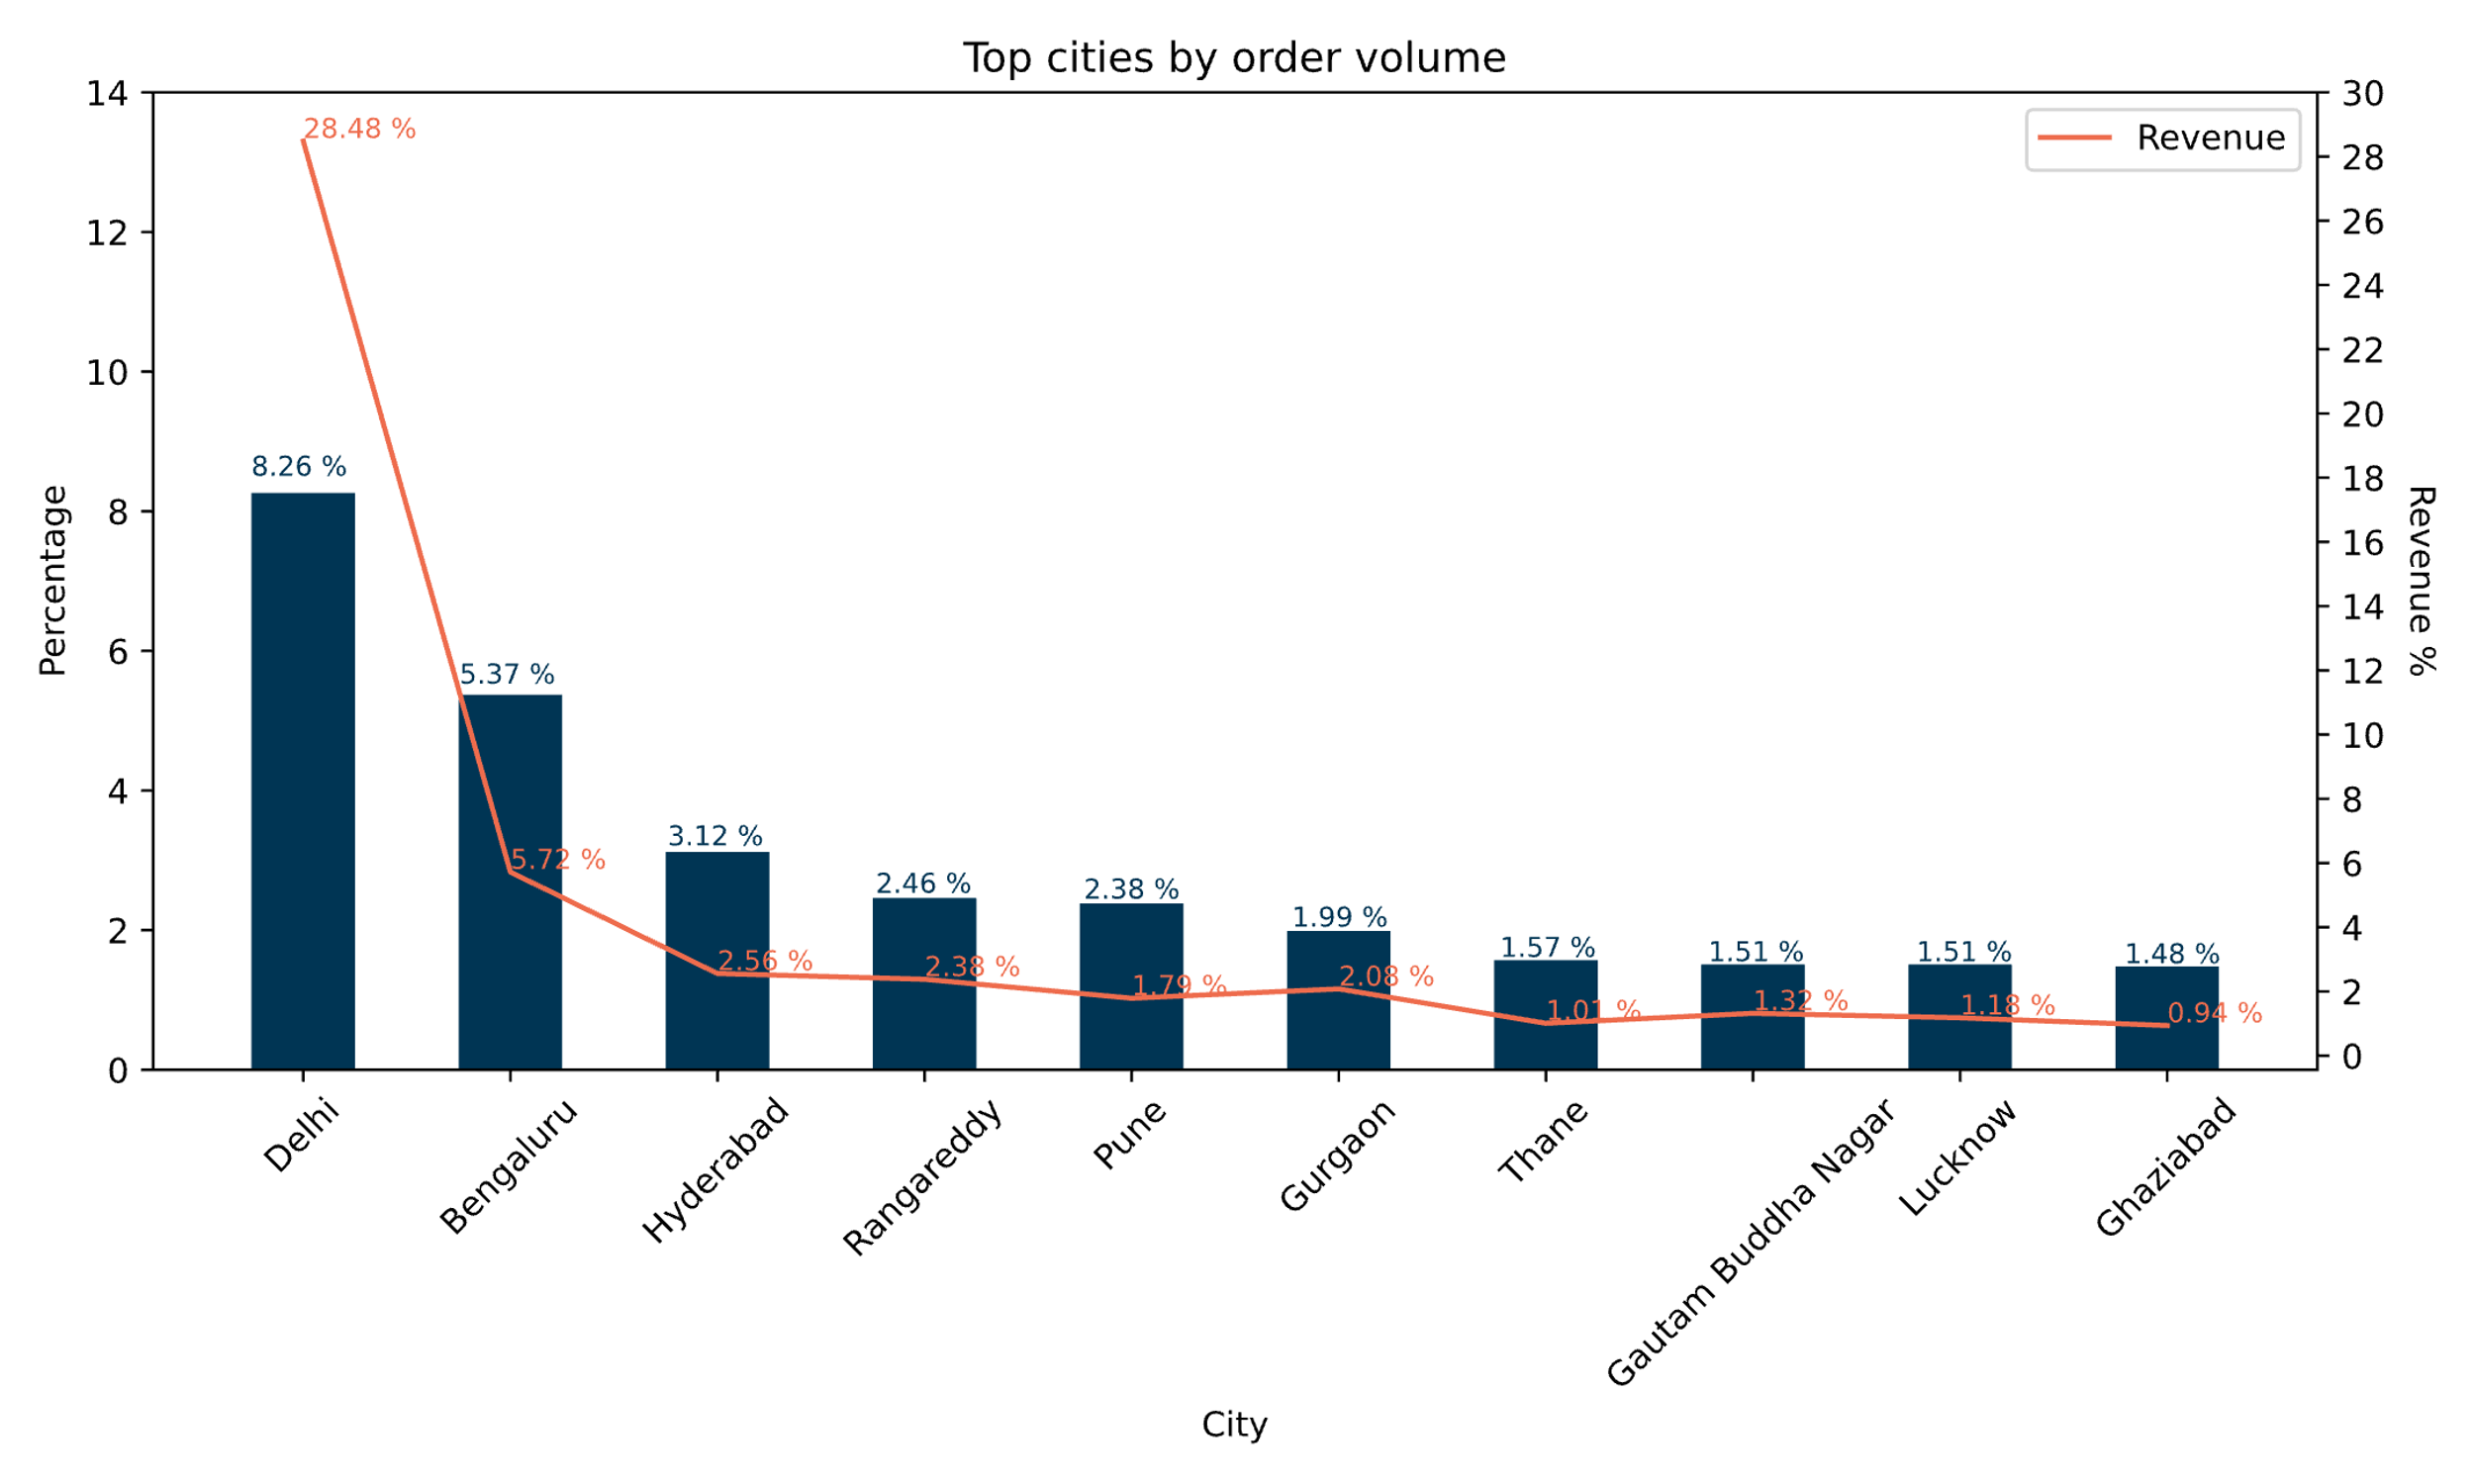 Top cities by order volume
14
12
10
8
6
4
2
0
Percentage
30
28
26
24
22
20
18
16
14
12
10
8
6
4
2
0
Revenue %
Revenue
28.48 %
8.26 %
5.37 %
5.72 %
3.12 %
2.56 %
2.46 %
2.38 %
2.38 %
1.79 %
1.99 %
2.08 %
1.57 %
1.01 %
1.51 %
1.32 %
1.51 %
1.18 %
1.48 %
0.94 %
Delhi
Bengaluru
Hyderabad
Rangareddy
Pune
Gurgaon
Thane
Gautam Buddha Nagar
Lucknow
Ghaziabad
City